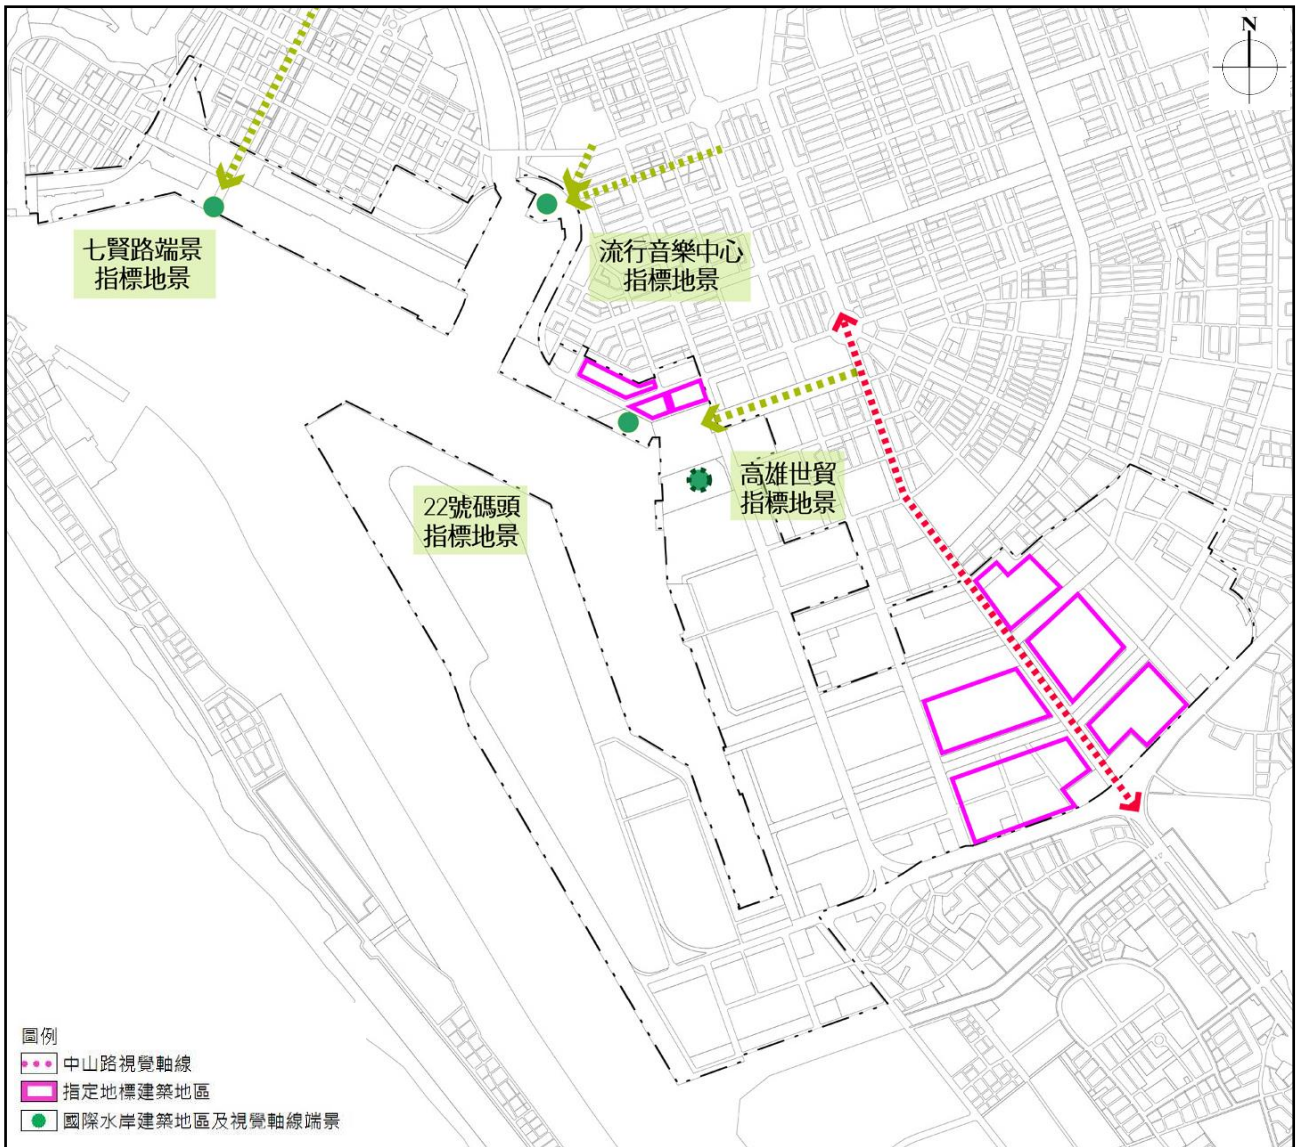 N
七賢路端景
指標地景
流行音樂中心
指標地景
22號碼頭
指標地景
高雄世貿
指標地景
圖例
中山路視覺軸線
指定地標建築地區
國際水岸建築地區及視覺軸線端景